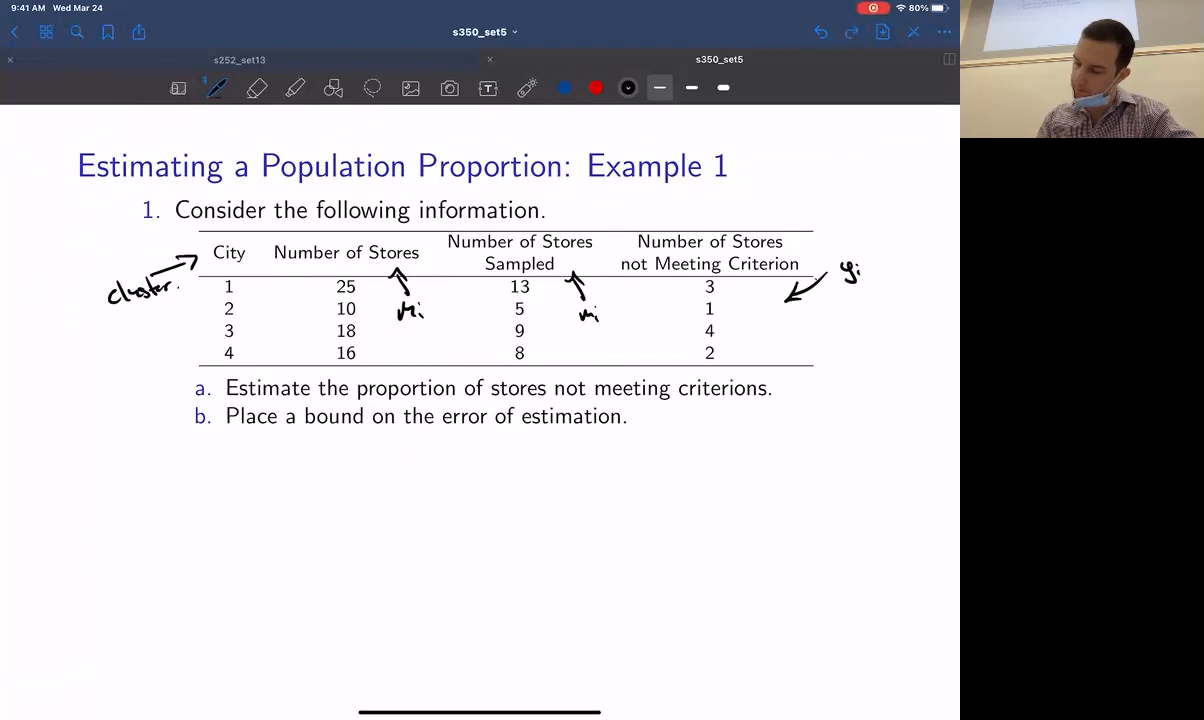 9:41 AM Wed Mar 24
80%
s350_set5
s252_set13
s350_set5
Estimating a Population Proportion: Example 1
1. Consider the following information.
City Number of Stores Number of Stores Sampled Number of Stores not Meeting Criterion
cluster.
yi
1 25 13 3
Mi
mi
2 10 5 1
3 18 9 4
4 16 8 2
a. Estimate the proportion of stores not meeting criterions.
b. Place a bound on the error of estimation.